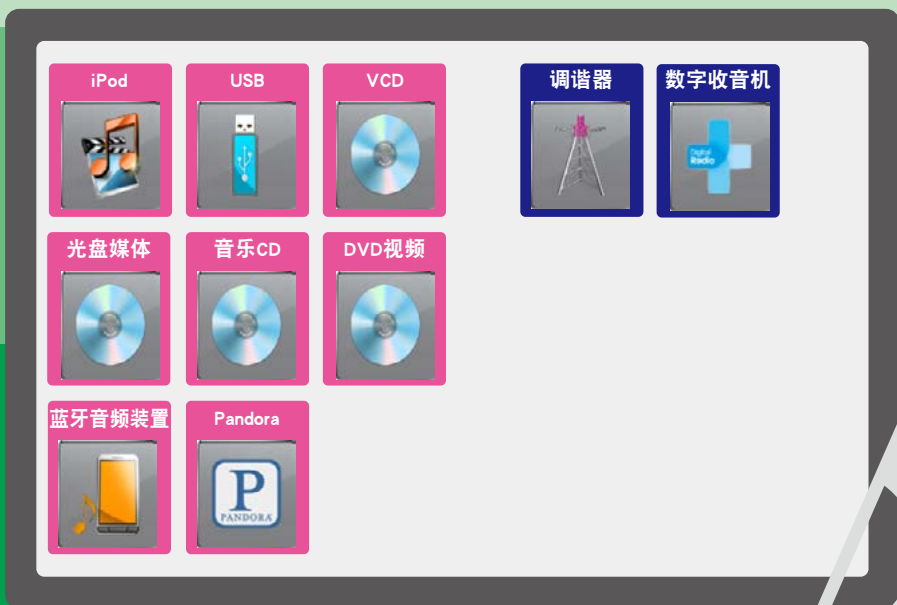 iPod
USB
VCD
调谐器
数字收音机
Digital
Radio
光盘媒体
音乐CD
DVD视频
蓝牙音频装置
Pandora
P
PANDORA